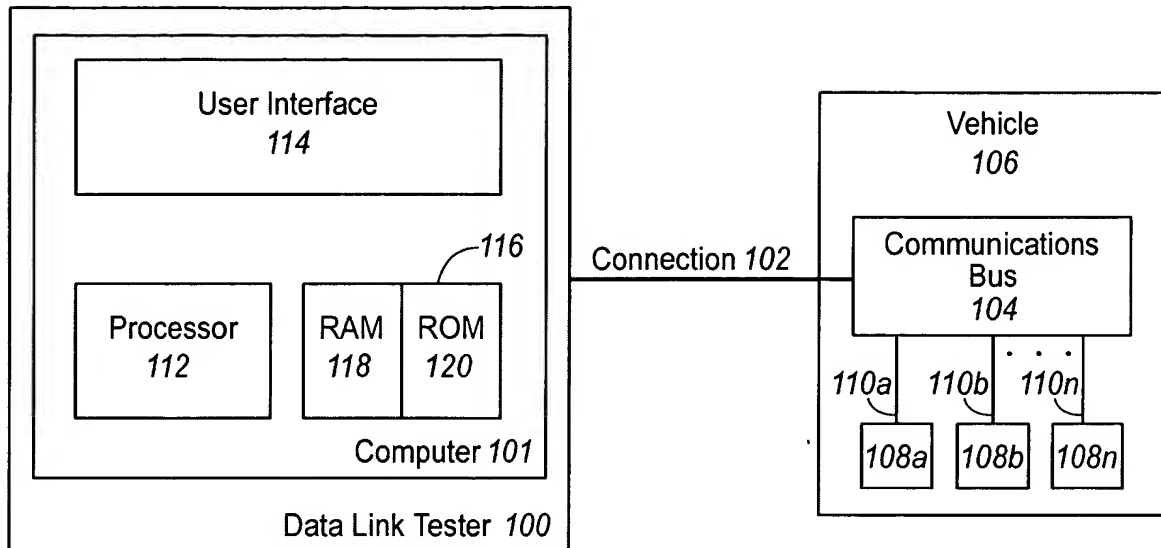 User Interface
114
116
Processor
112
RAM
118
ROM
120
Computer 101
Data Link Tester 100
Connection 102
Vehicle
106
Communications
Bus
104
. . .
110a
110b
110n
108a
108b
108n